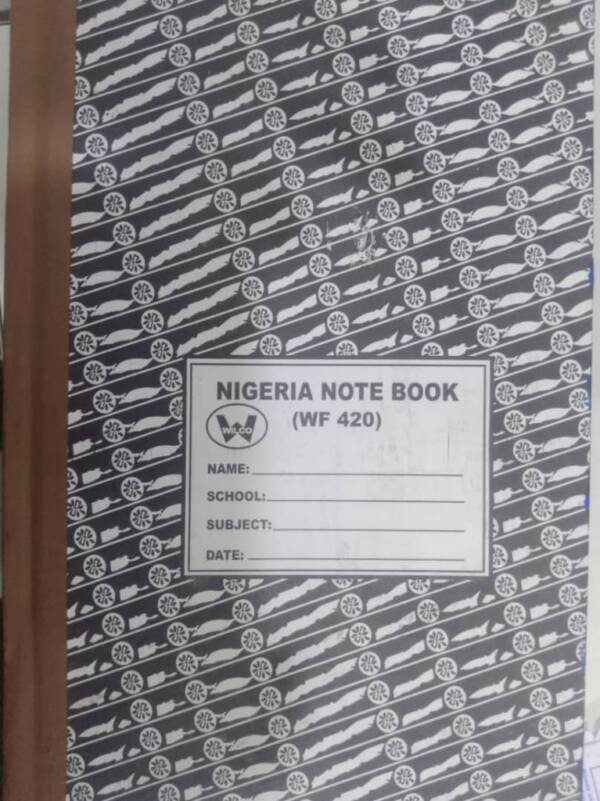 NIGERIA NOTE BOOK
(WF 420)
WILCO
NAME:
SCHOOL:
SUBJECT:
DATE: